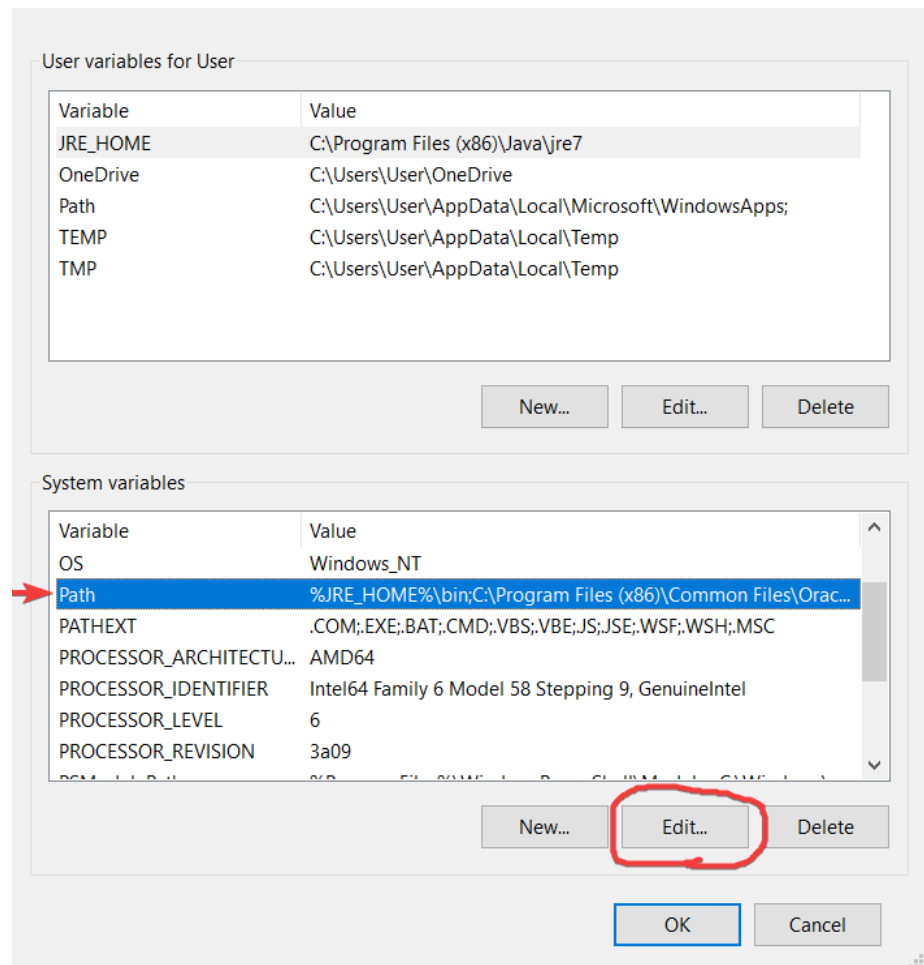 User variables for User
Variable Value
JRE_HOME C:\Program Files (x86)\Java\jre7
OneDrive C:\Users\User\OneDrive
Path C:\Users\User\AppData\Local\Microsoft\WindowsApps;
TEMP C:\Users\User\AppData\Local\Temp
TMP C:\Users\User\AppData\Local\Temp
New... Edit... Delete
System variables
Variable Value
OS Windows_NT
Path %JRE_HOME%\bin;C:\Program Files (x86)\Common Files\Orac...
PATHEXT .COM;.EXE;.BAT;.CMD;.VBS;.VBE;.JS;.JSE;.WSF;.WSH;.MSC
PROCESSOR_ARCHITECTU... AMD64
PROCESSOR_IDENTIFIER Intel64 Family 6 Model 58 Stepping 9, GenuineIntel
PROCESSOR_LEVEL 6
PROCESSOR_REVISION 3a09
New... Edit... Delete
OK Cancel